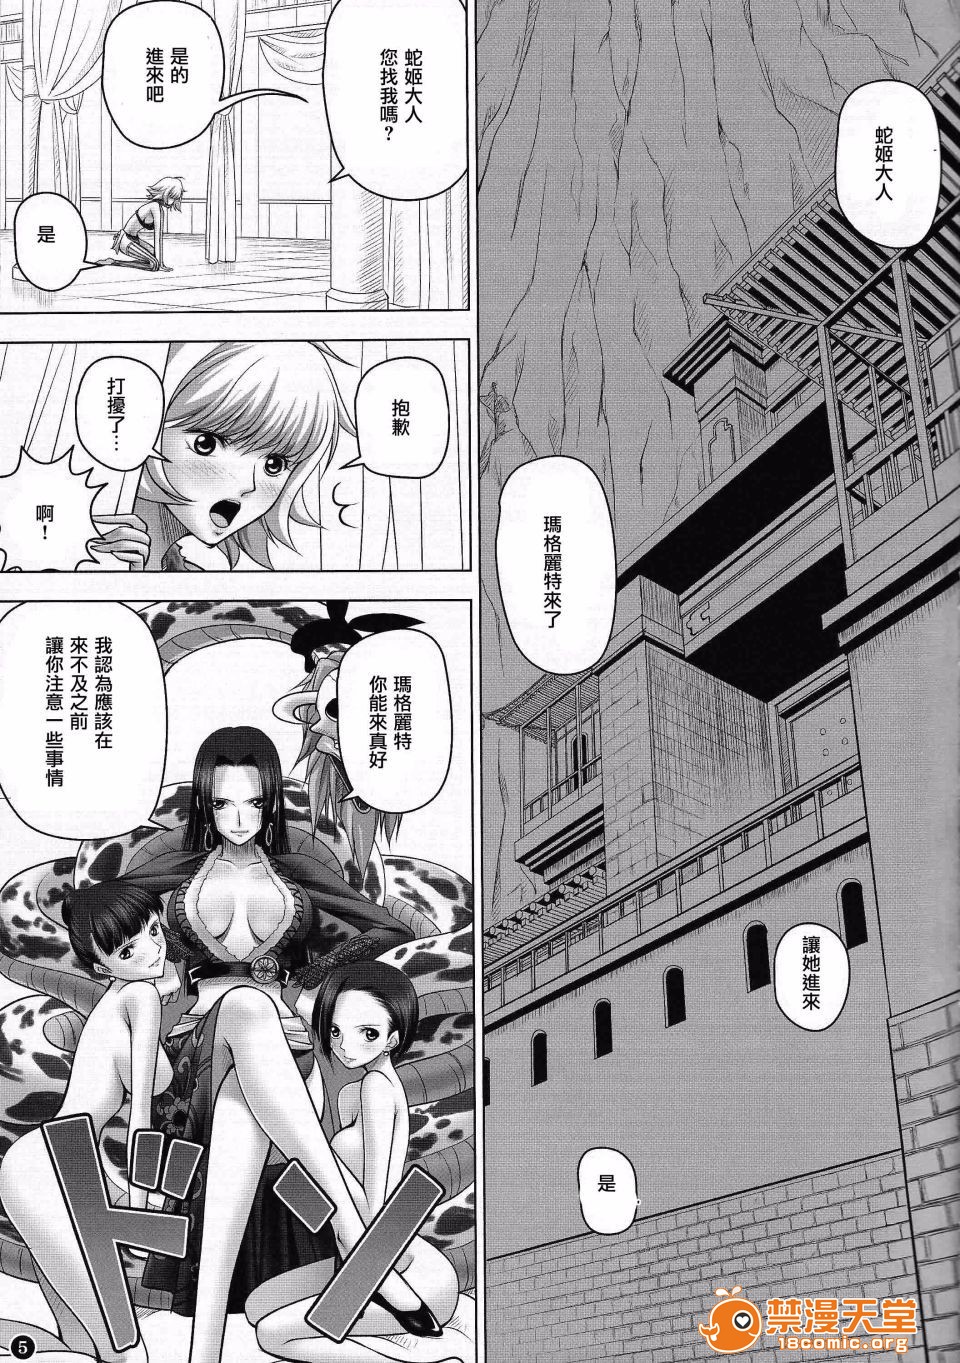 蛇姬大人
瑪格麗特來了
讓她進來
是
蛇姬大人
您找我嗎?
是的
進來吧
是
抱歉
打擾了…
啊!
瑪格麗特
你能來真好
我認為應該在
來不及之前
讓你注意一些事情
ドン
5
禁漫天堂
18comic.org